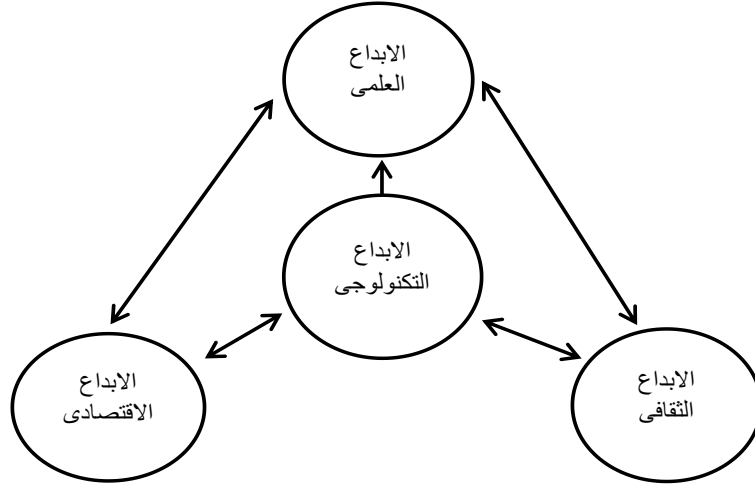 الابداع
العلمى
الابداع
التكنولوجى
الابداع
الثقافى
الابداع
الاقتصادى